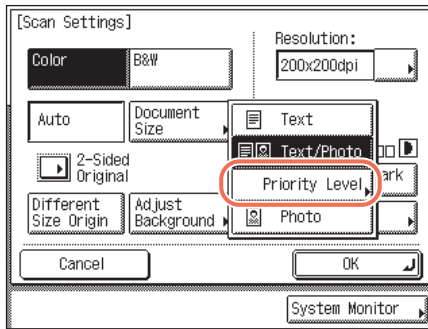 [Scan Settings]
Resolution:
Color
B&W
200x200dpi
Auto
Document
Size
Text
Text/Photo
2-Sided
Original
Priority Level
ark
Different
Size Origin
Adjust
Background
Photo
Cancel
OK
System Monitor